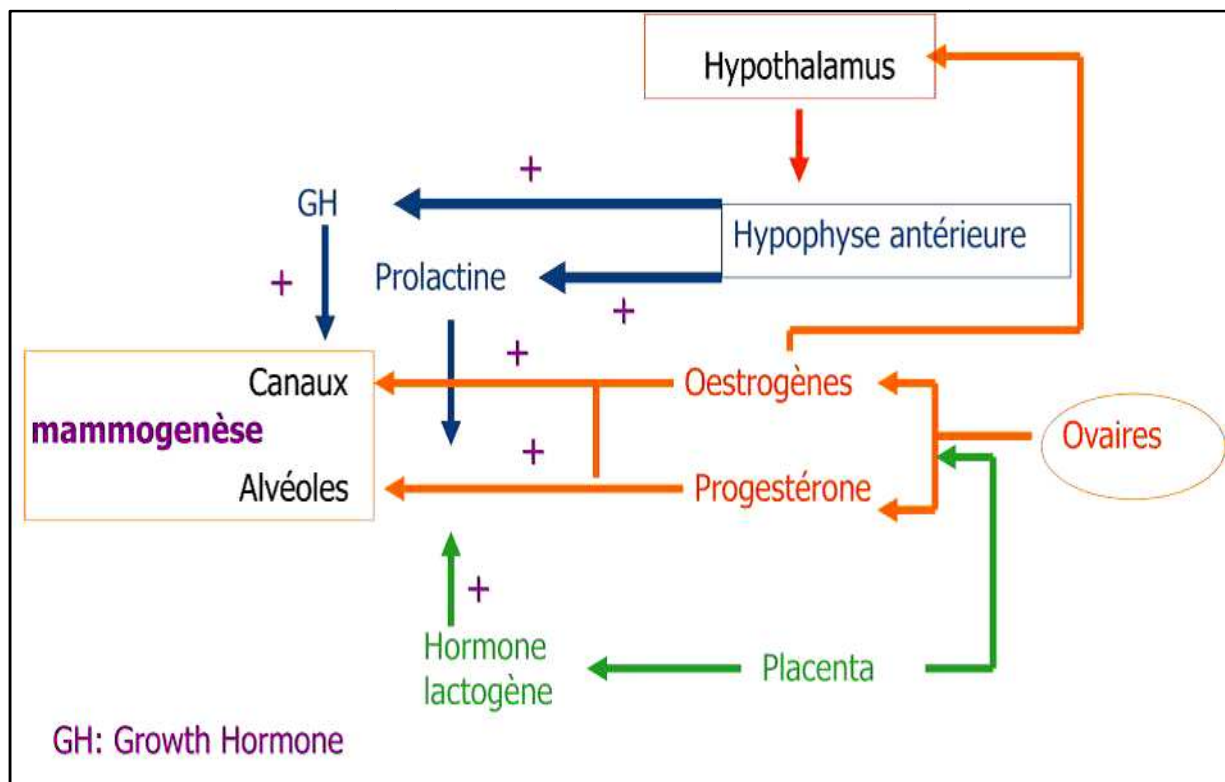 Hypothalamus
+
GH
Hypophyse antérieure
+
Prolactine
+
+
Canaux
Oestrogènes
mammogenèse
Ovaires
+
Alvéoles
Progestérone
+
Hormone
lactogène
Placenta
GH: Growth Hormone